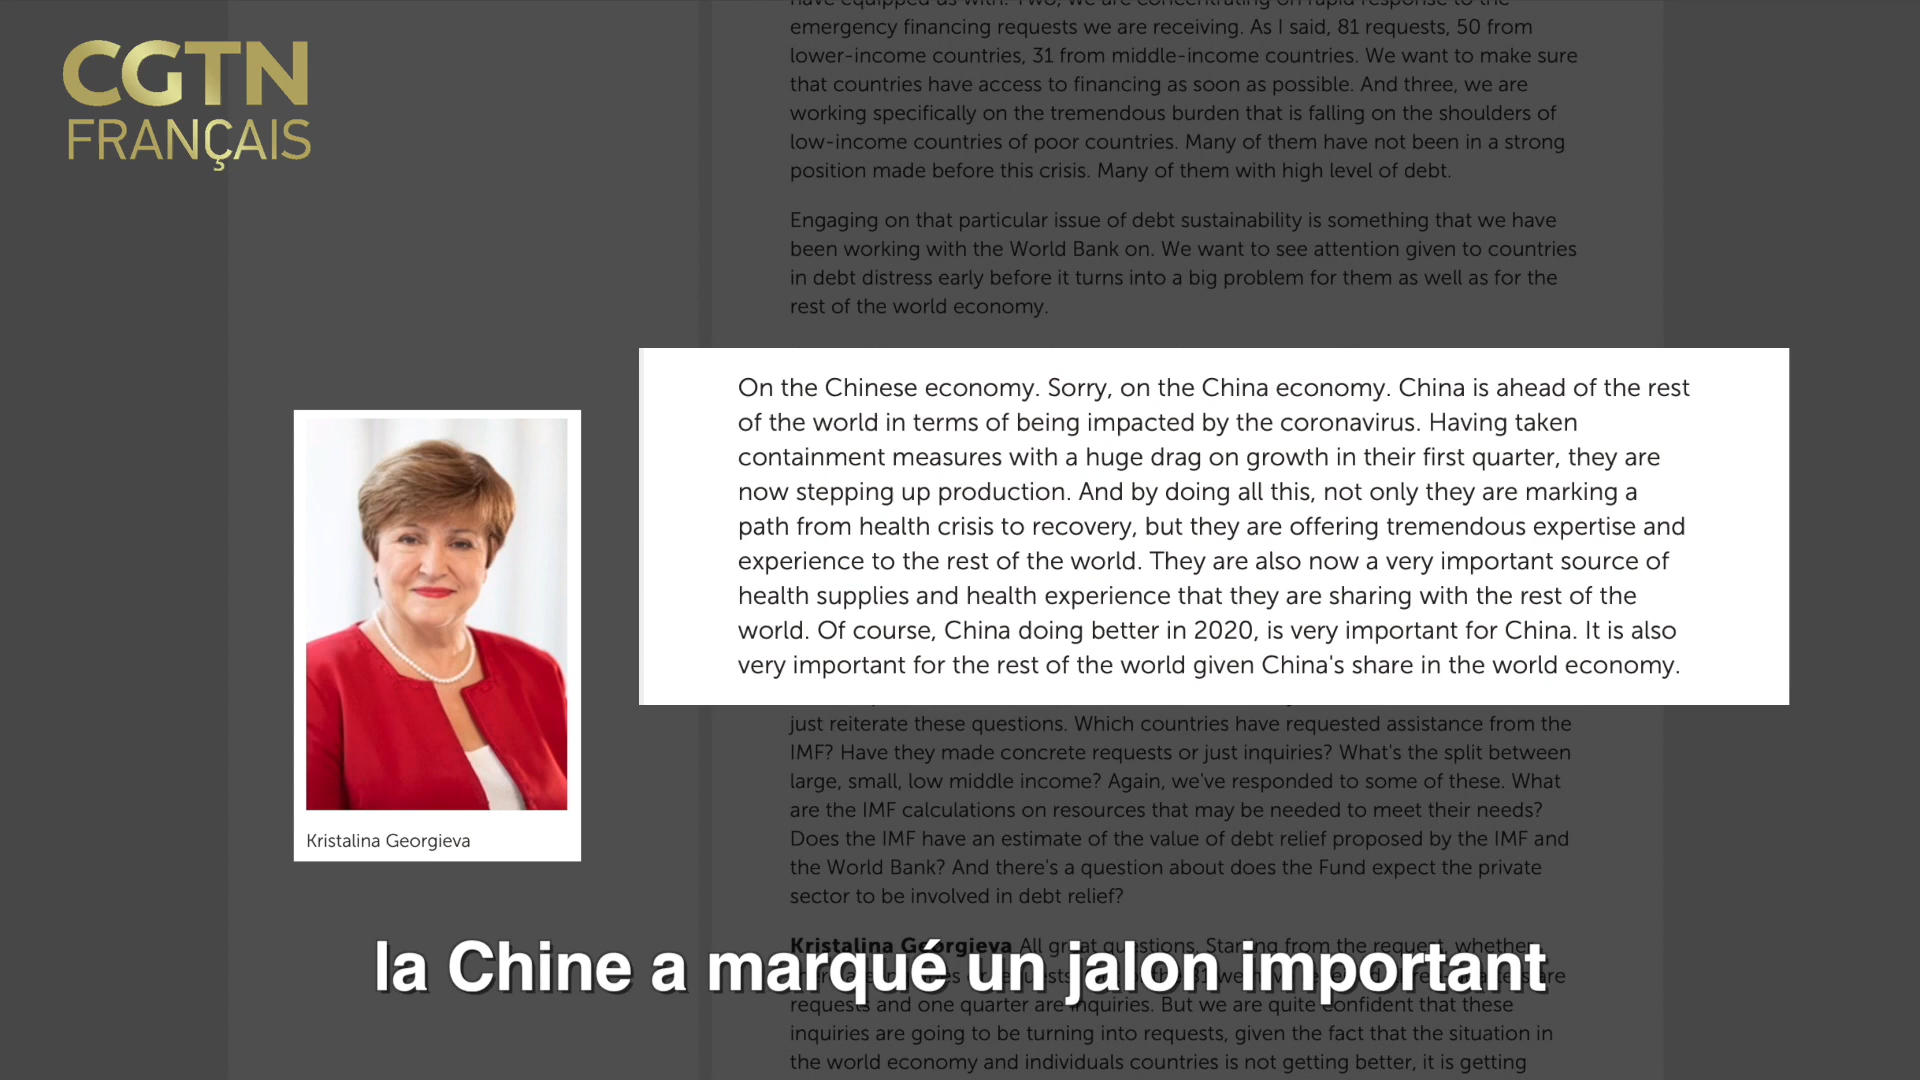 CGTN
FRANÇAIS
emergency financing requests we are receiving. As I said, 81 requests, 50 from
lower-income countries, 31 from middle-income countries. We want to make sure
that countries have access to financing as soon as possible. And three, we are
working specifically on the tremendous burden that is falling on the shoulders of
low-income countries of poor countries. Many of them have not been in a strong
position made before this crisis. Many of them with high level of debt.
Engaging on that particular issue of debt sustainability is something that we have
been working with the World Bank on. We want to see attention given to countries
in debt distress early before it turns into a big problem for them as well as for the
rest of the world economy.
On the Chinese economy. Sorry, on the China economy. China is ahead of the rest
of the world in terms of being impacted by the coronavirus. Having taken
containment measures with a huge drag on growth in their first quarter, they are
now stepping up production. And by doing all this, not only they are marking a
path from health crisis to recovery, but they are offering tremendous expertise and
experience to the rest of the world. They are also now a very important source of
health supplies and health experience that they are sharing with the rest of the
world. Of course, China doing better in 2020, is very important for China. It is also
very important for the rest of the world given China's share in the world economy.
Kristalina Georgieva
just reiterate these questions. Which countries have requested assistance from the
IMF? Have they made concrete requests or just inquiries? What's the split between
large, small, low middle income? Again, we've responded to some of these. What
are the IMF calculations on resources that may be needed to meet their needs?
Does the IMF have an estimate of the value of debt relief proposed by the IMF and
the World Bank? And there's a question about does the Fund expect the private
sector to be involved in debt relief?
Kristalina Georgieva All great questions. Starting from the request, whether
la Chine a marqué un jalon important
requests and one quarter are inquiries. But we are quite confident that these
inquiries are going to be turning into requests, given the fact that the situation in
the world economy and individuals countries is not getting better, it is getting